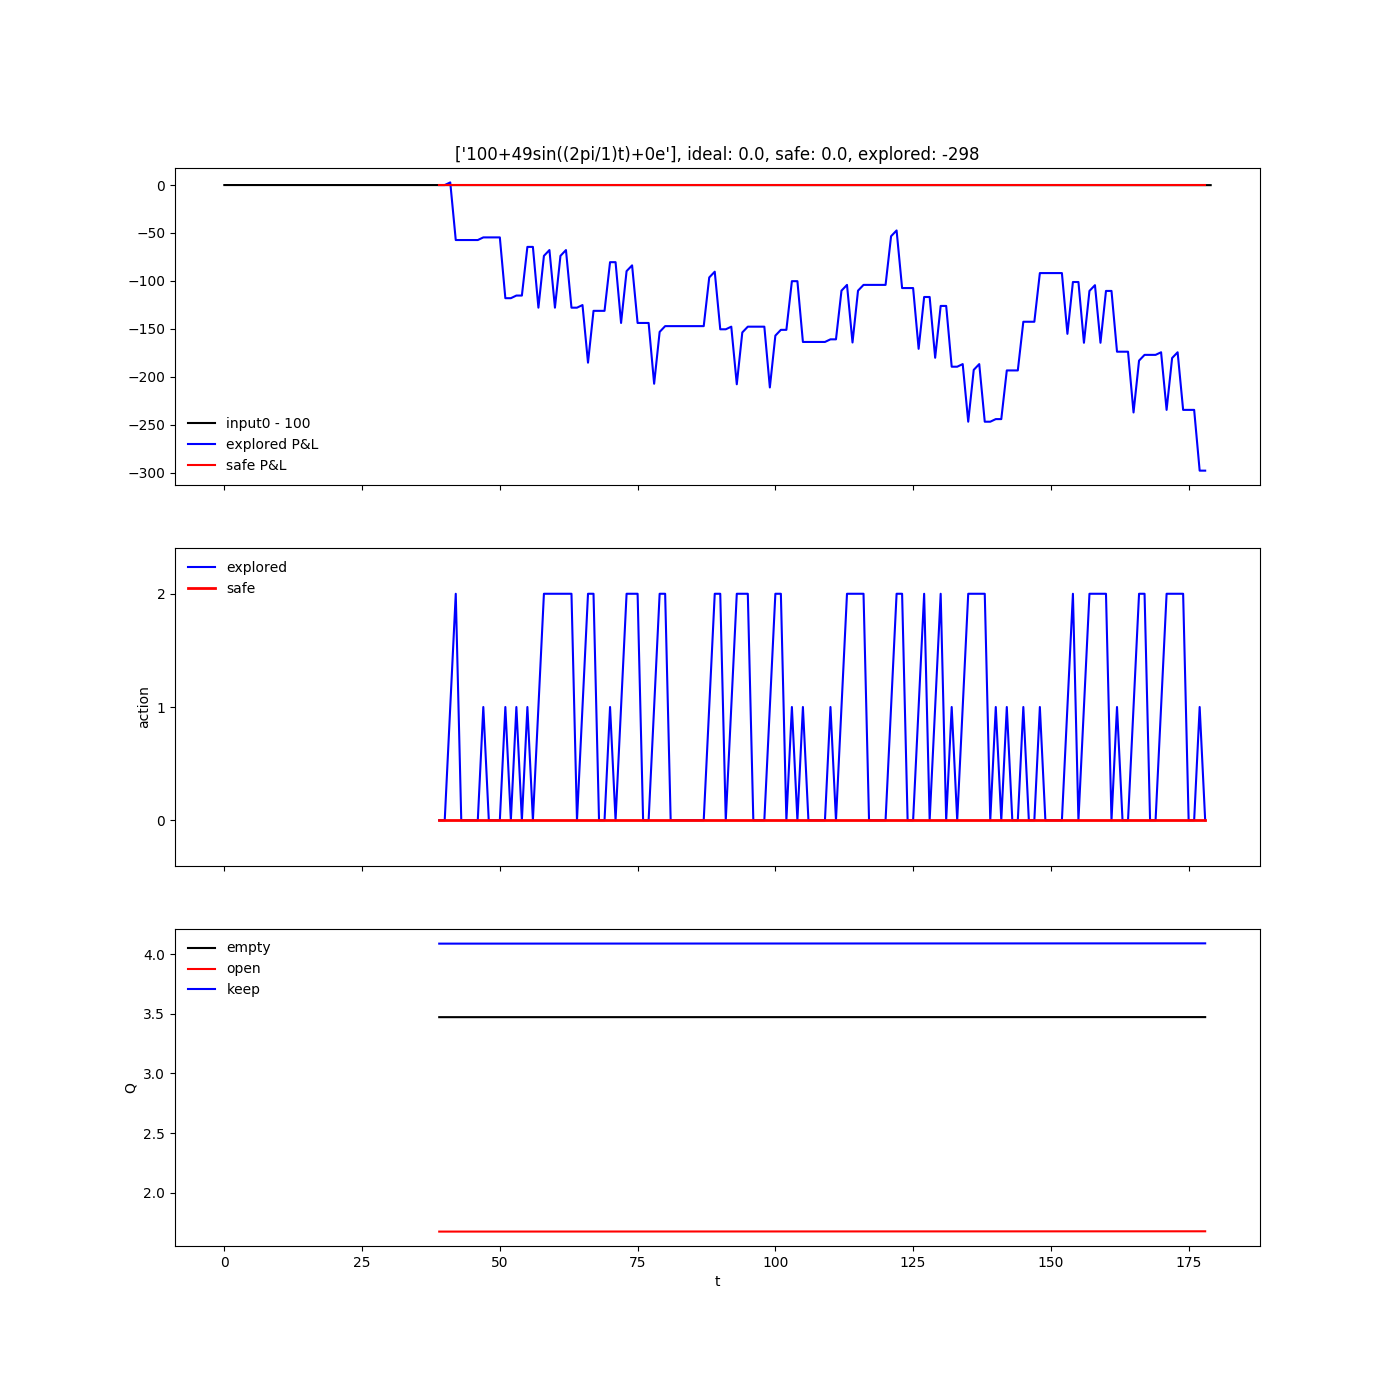 ['100+49sin((2pi/1)t)+0e'], ideal: 0.0, safe: 0.0, explored: -298
0
−50
−100
−150
−200
−250
−300
input0 - 100
explored P&L
safe P&L
explored
safe
2
1
0
action
empty
open
keep
4.0
3.5
3.0
2.5
2.0
Q
0 25 50 75 100 125 150 175
t